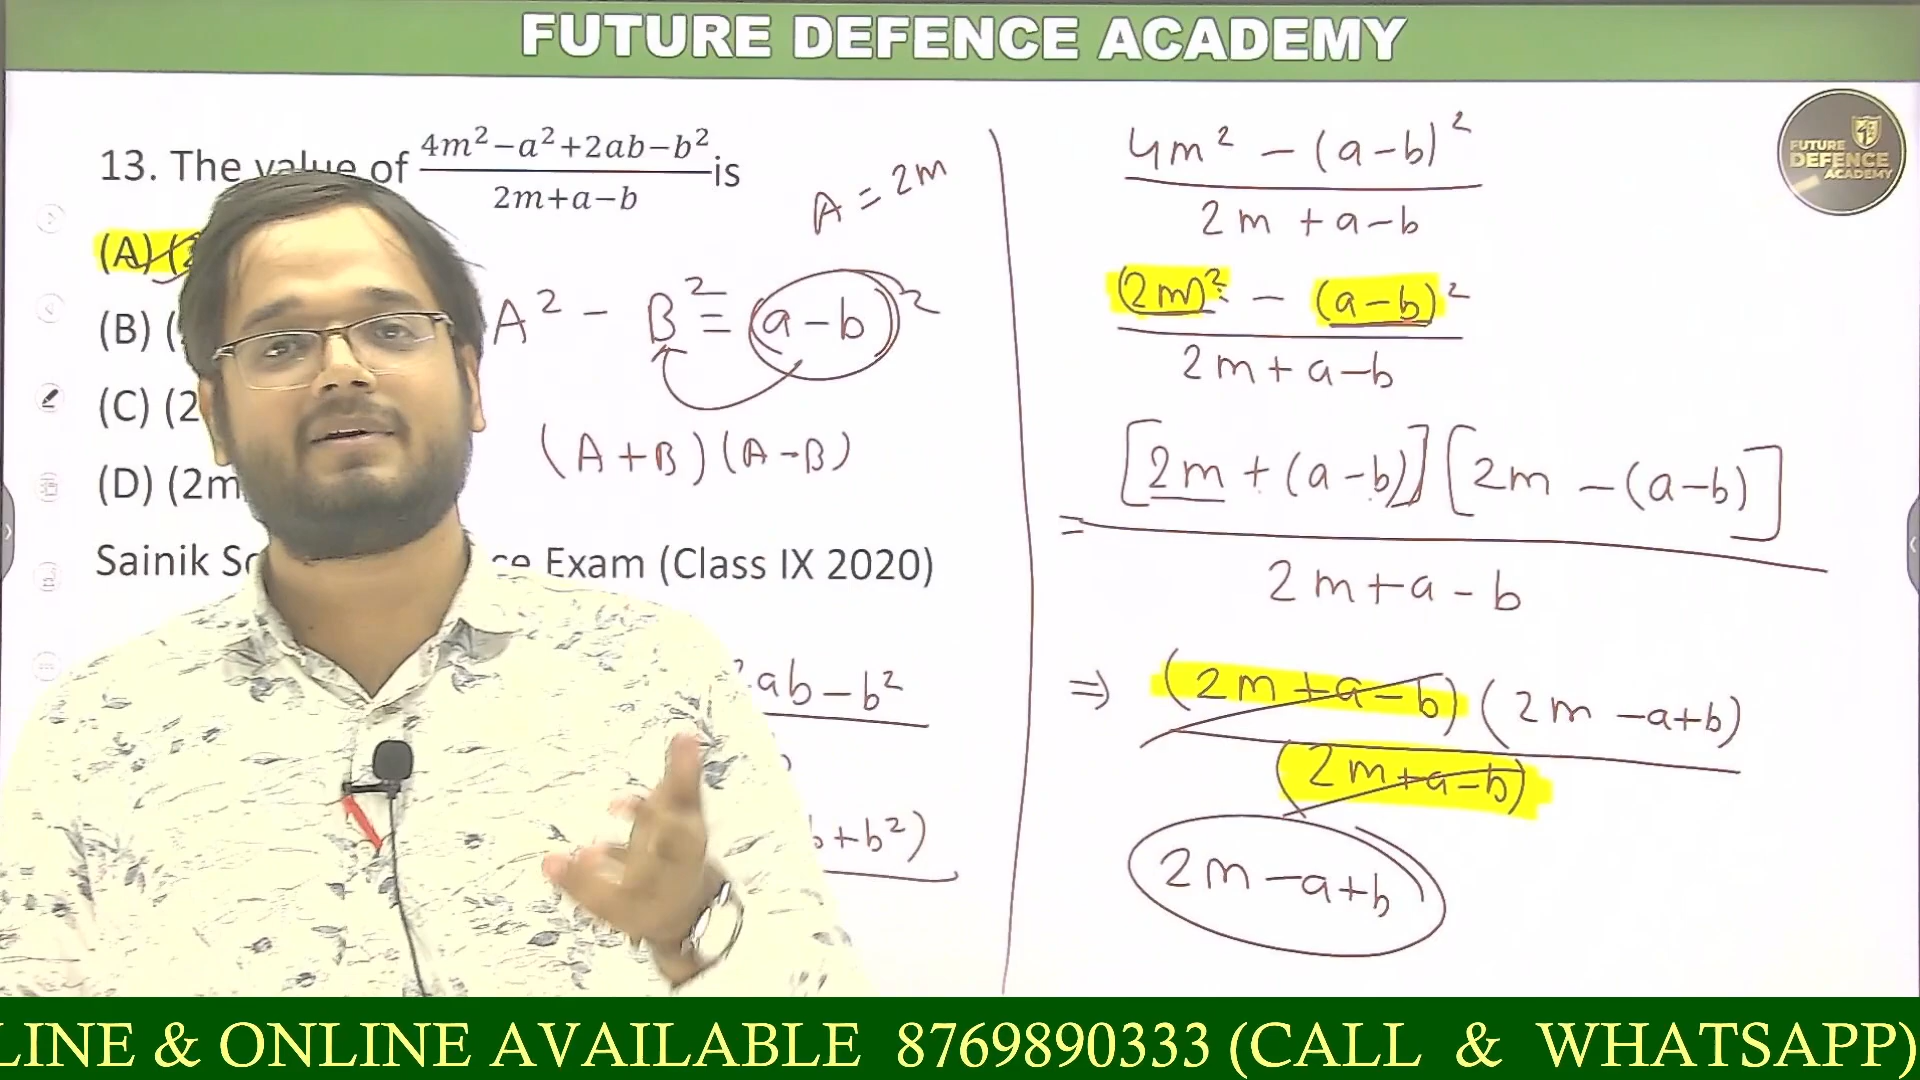 FUTURE DEFENCE ACADEMY
13. The value of 4m²−a²+2ab−b² is
2m+a−b
(A) (2
(B) (
(C) (2
(D) (2m
Sainik Exam (Class IX 2020)
A = 2m
A² − B² = (a−b)²
(A+B)(A−B)
ab − b²
b + b²)
4m² − (a−b)²
2m + a−b
(2m)² − (a−b)²
2m + a−b
= [2m + (a−b)] [2m − (a−b)]
2m + a − b
⇒ (2m + a − b) (2m − a + b)
(2m + a − b)
2m − a + b
FUTURE
DEFENCE
ACADEMY
LINE & ONLINE AVAILABLE 8769890333 (CALL & WHATSAPP)